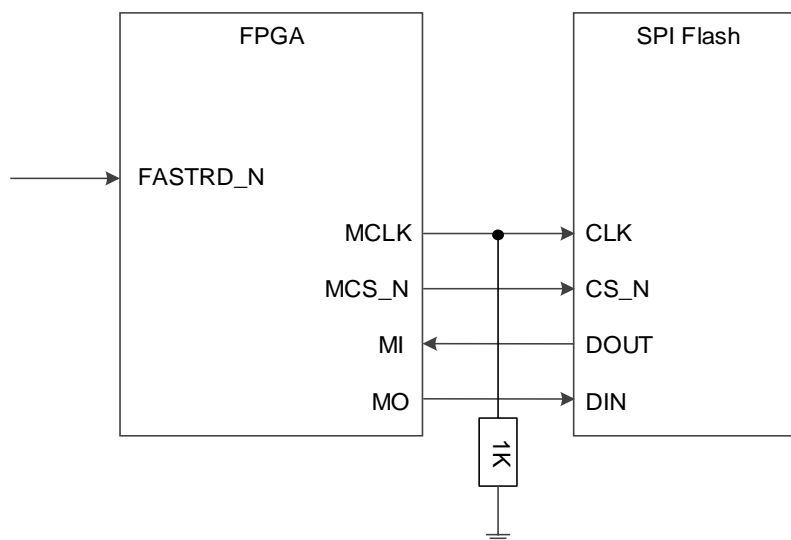 FPGA
SPI Flash
FASTRD_N
MCLK
CLK
MCS_N
CS_N
MI
DOUT
MO
DIN
1K